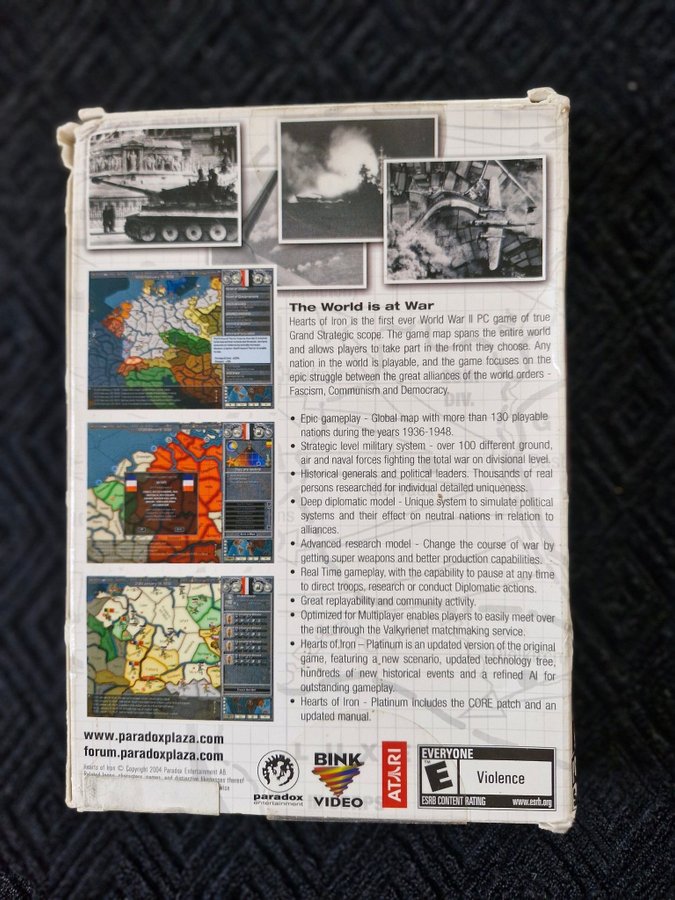 The World is at War
Hearts of Iron is the first ever World War II PC game of true
Grand Strategic scope. The game map spans the entire world
and allows players to take part in the front they choose. Any
nation in the world is playable, and the game focuses on the
epic struggle between the great alliances of the world orders -
Fascism, Communism and Democracy.
• Epic gameplay - Global map with more than 130 playable
nations during the years 1936-1948.
• Strategic level military system - over 100 different ground,
air and naval forces fighting the total war on divisional level.
• Historical generals and political leaders. Thousands of real
persons researched for individual detailed uniqueness.
• Deep diplomatic model - Unique system to simulate political
systems and their effect on neutral nations in relation to
alliances.
• Advanced research model - Change the course of war by
getting super weapons and better production capabilities.
• Real Time gameplay, with the capability to pause at any time
to direct troops, research or conduct Diplomatic actions.
• Great replayability and community activity.
• Optimized for Multiplayer enables players to easily meet over
the net through the Valkyrienet matchmaking service.
• Hearts of Iron – Platinum is an updated version of the original
game, featuring a new scenario, updated technology tree,
hundreds of new historical events and a refined AI for
outstanding gameplay.
• Hearts of Iron - Platinum includes the CORE patch and an
updated manual.
DIV.
www.paradoxplaza.com
forum.paradoxplaza.com
Hearts of Iron © Copyright 2004 Paradox Entertainment AB.
Related logos, characters, names, and distinctive likenesses thereof
paradox
entertainment
BINK
VIDEO
ATARI
EVERYONE
E
TM
Violence
ESRB CONTENT RATING www.esrb.org